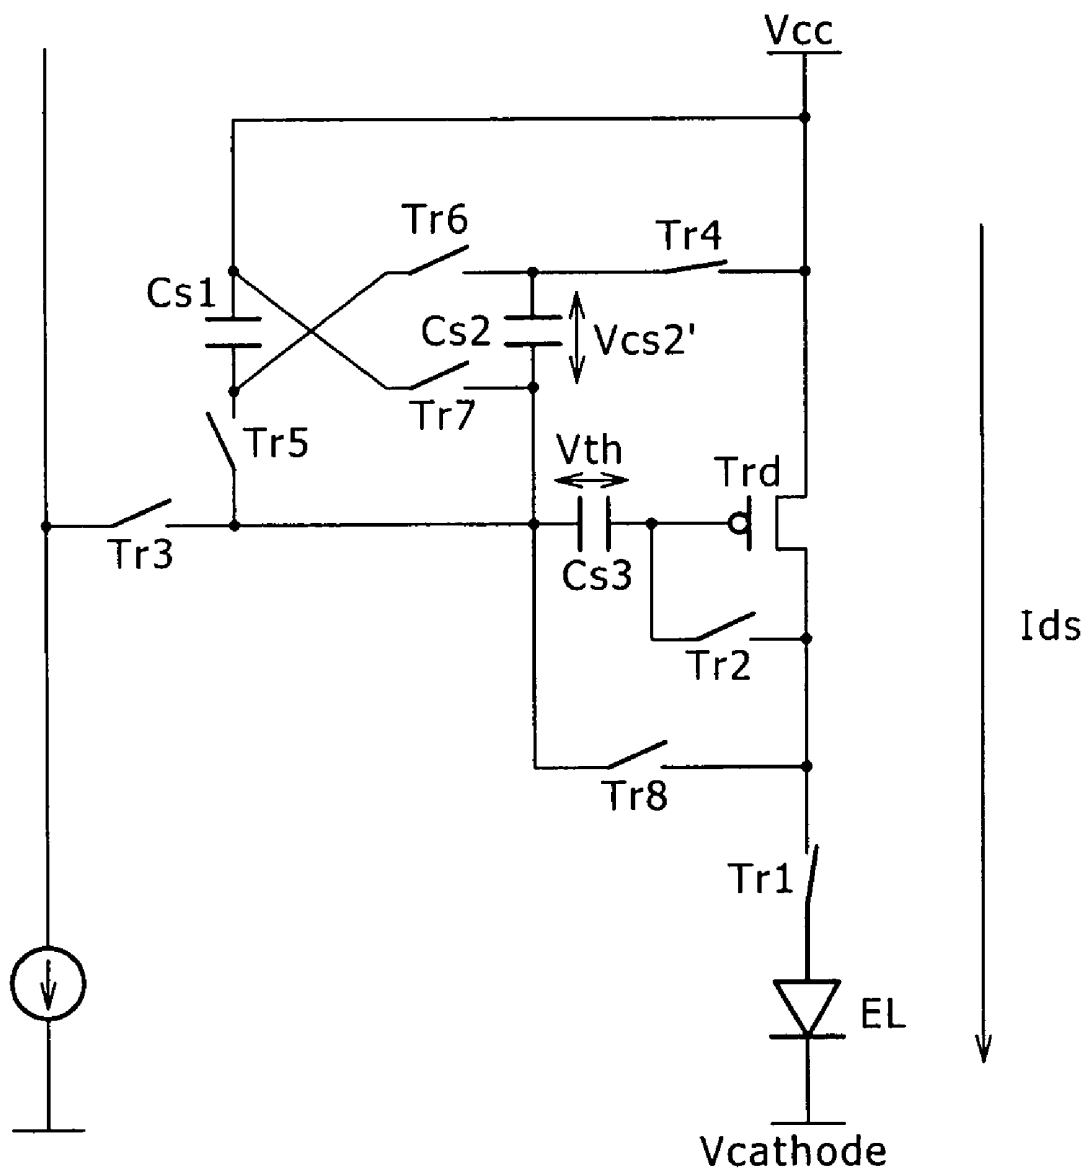 Vcc
Tr6
Tr4
Cs1
Cs2
Vcs2'
Tr7
Tr5
Vth
Trd
Tr3
Cs3
Ids
Tr2
Tr8
Tr1
EL
Vcathode